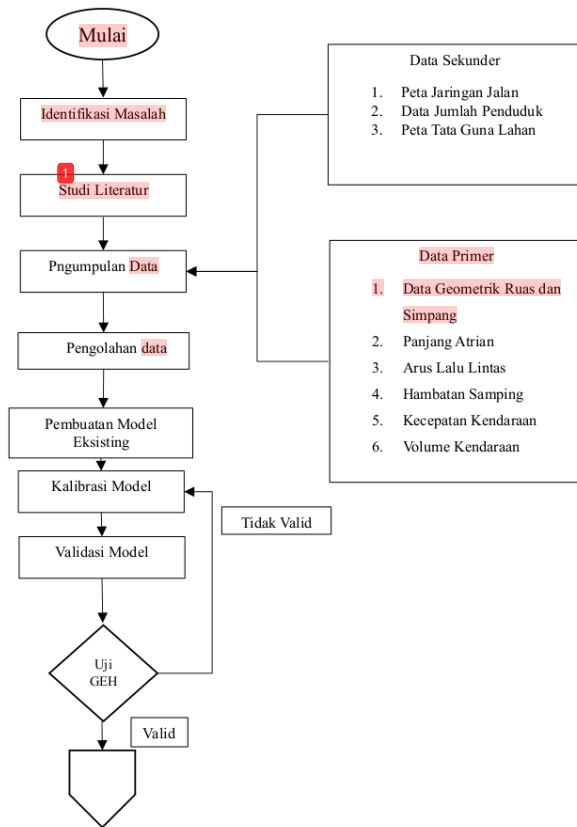 Mulai
Identifikasi Masalah
1
Studi Literatur
Pngumpulan Data
Pengolahan data
Pembuatan Model
Eksisting
Kalibrasi Model
Validasi Model
Uji
GEH
Valid
Tidak Valid
Data Sekunder
1. Peta Jaringan Jalan
2. Data Jumlah Penduduk
3. Peta Tata Guna Lahan
Data Primer
1. Data Geometrik Ruas dan
Simpang
2. Panjang Atrian
3. Arus Lalu Lintas
4. Hambatan Samping
5. Kecepatan Kendaraan
6. Volume Kendaraan